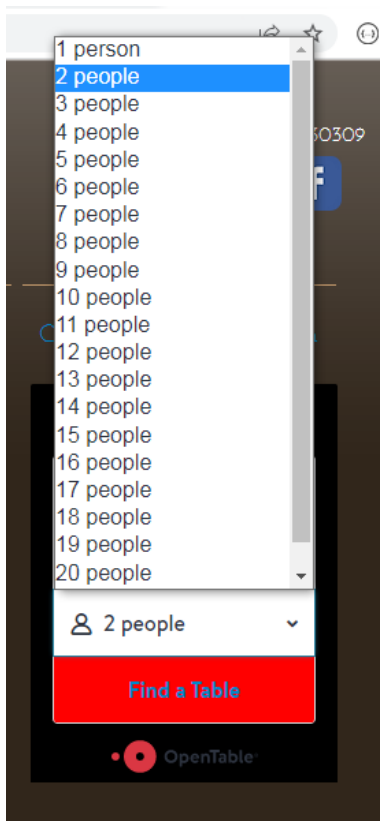 1 person
2 people
30309
3 people
4 people
5 people
6 people
7 people
8 people
9 people
10 people
11 people
12 people
13 people
14 people
15 people
16 people
17 people
18 people
19 people
20 people
2 people
Find a Table
OpenTable